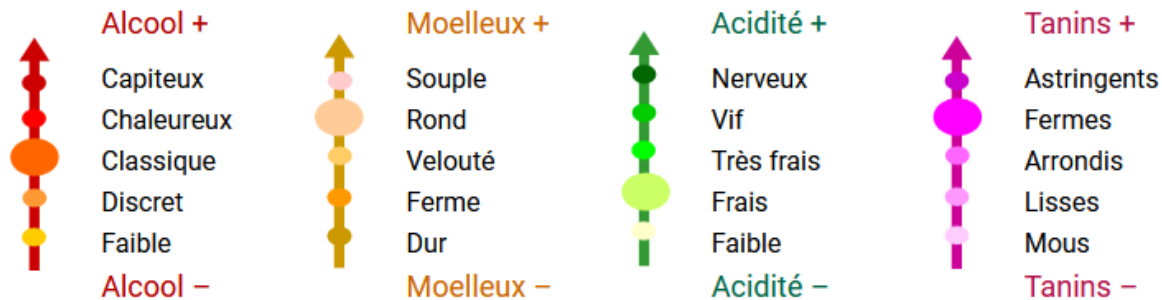 Alcool +
Capiteux
Chaleureux
Classique
Discret
Faible
Alcool –
Moelleux +
Souple
Rond
Velouté
Ferme
Dur
Moelleux –
Acidité +
Nerveux
Vif
Très frais
Frais
Faible
Acidité –
Tanins +
Astringents
Fermes
Arrondis
Lisses
Mous
Tanins –